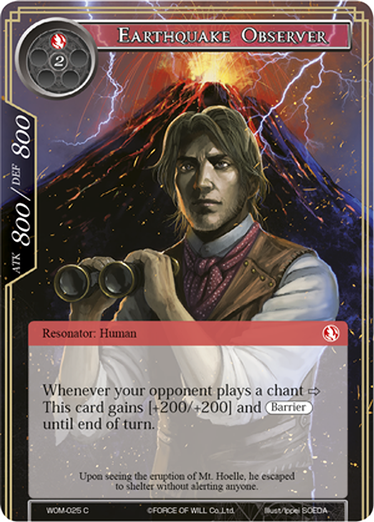 Earthquake Observer
2
ATK 800 / DEF 800
Resonator: Human
Whenever your opponent plays a chant ⇨
This card gains [+200/+200] and Barrier
until end of turn.
Upon seeing the eruption of Mt. Hoelle, he escaped
to shelter without alerting anyone.
WOM-025 C ©FORCE OF WILL Co.,Ltd. Illust/Ippei SOEDA